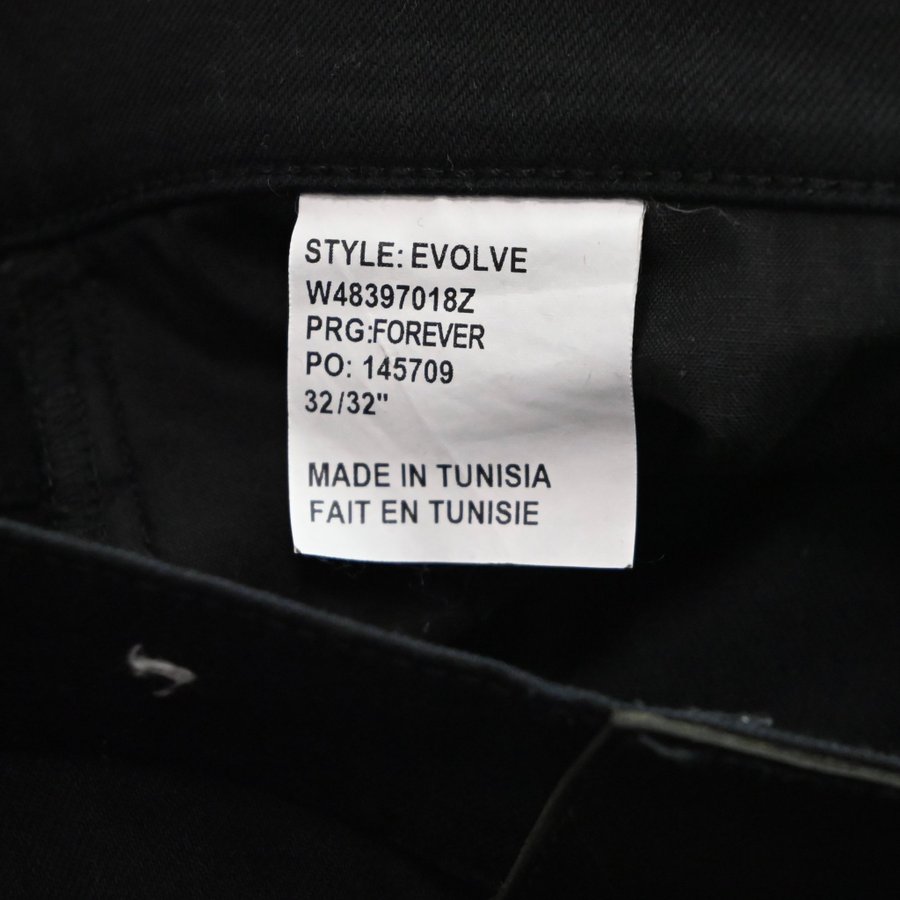 STYLE: EVOLVE
W48397018Z
PRG:FOREVER
PO: 145709
32/32"
MADE IN TUNISIA
FAIT EN TUNISIE